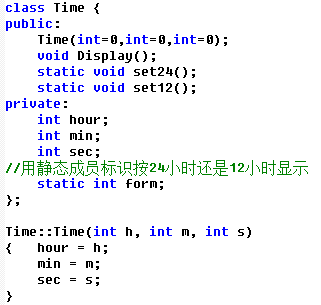 class Time {
public:
    Time(int=0,int=0,int=0);
    void Display();
    static void set24();
    static void set12();
private:
    int hour;
    int min;
    int sec;
//用静态成员标识按24小时还是12小时显示
    static int form;
};
Time::Time(int h, int m, int s)
{   hour = h;
    min = m;
    sec = s;
}